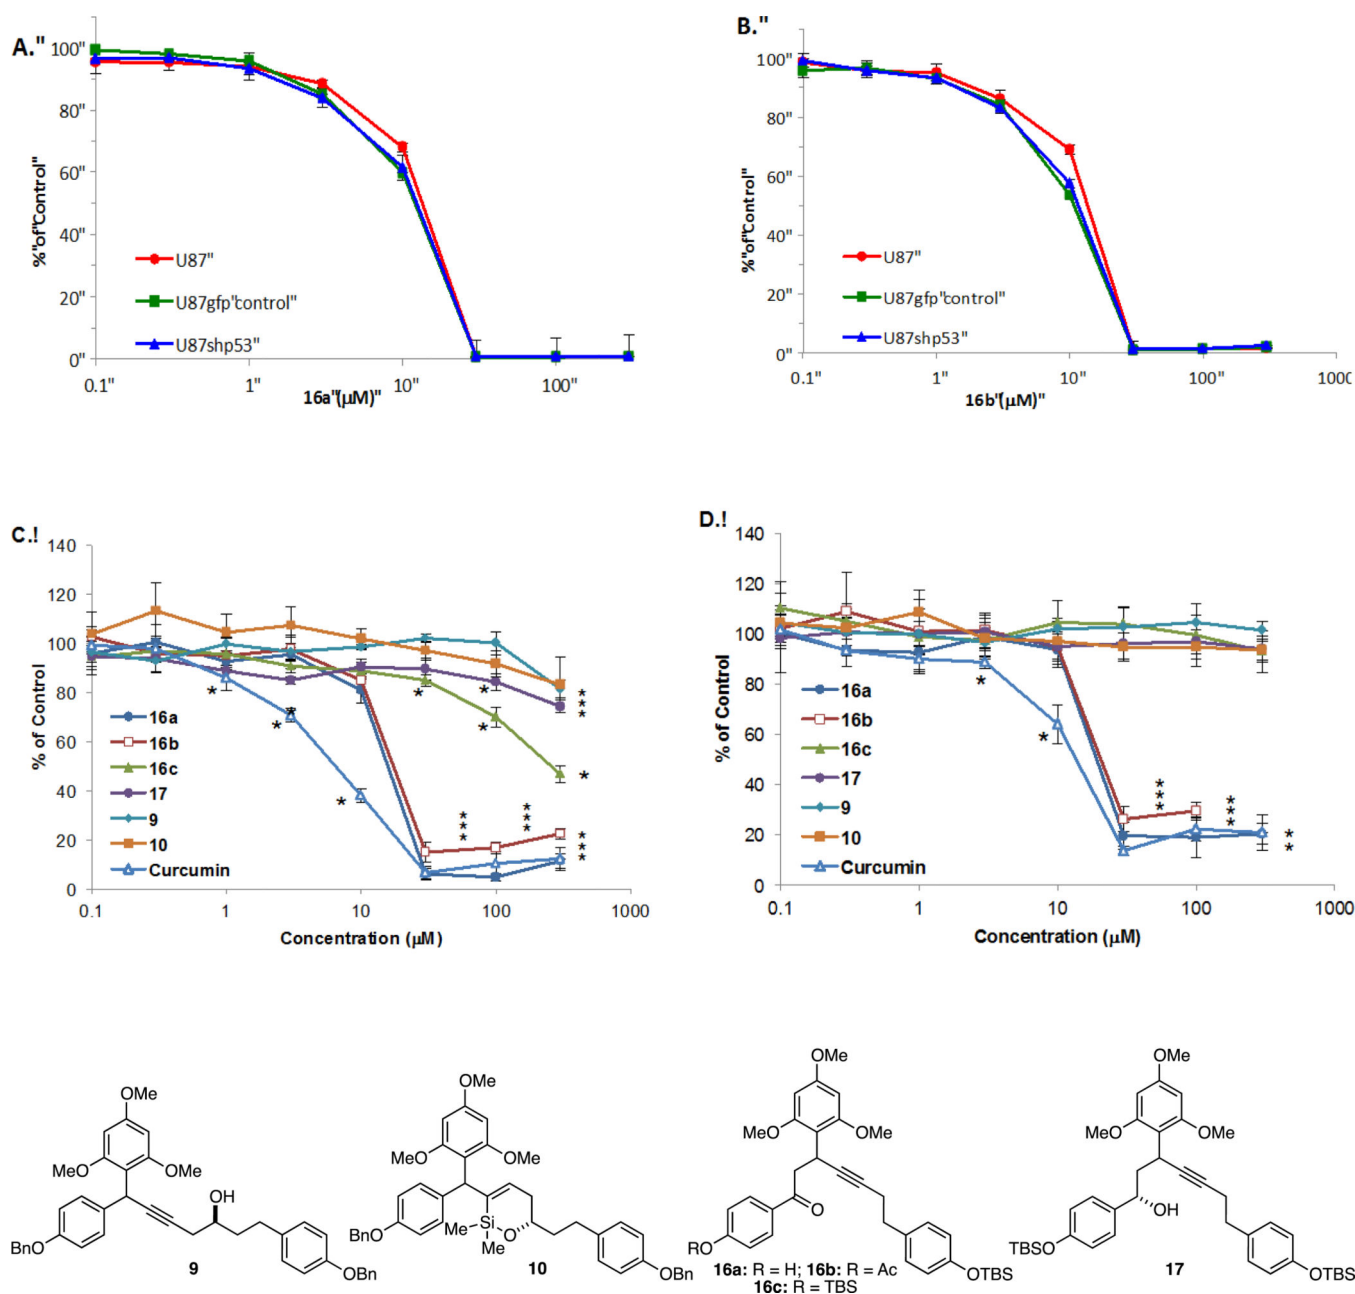 A."
100"
80"
60"
40"
20"
0"
0.1"
1"
10"
100"
%"of"Control"
16a"(µM)"
U87"
U87gfp"control"
U87shp53"
B."
100"
80"
60"
40"
20"
0"
0.1"
1"
10"
100"
1000
%"of"Control"
16b"(µM)"
U87"
U87gfp"control"
U87shp53"
C.!
140
120
100
80
60
40
20
0
0.1
1
10
100
1000
% of Control
Concentration (µM)
16a
16b
16c
17
9
10
Curcumin
* * * * * * *
* * *
* * *
* * *
* * *
*
D.!
140
120
100
80
60
40
20
0
0.1
1
10
100
1000
% of Control
Concentration (µM)
16a
16b
16c
17
9
10
Curcumin
* *
* * *
* * *
* *
OMe
MeO
OMe
OH
OBn
OBn
9
OMe
MeO
OMe
Me
Si
O
Me
BnO
OBn
10
OMe
MeO
OMe
O
RO
OTBS
16a: R = H; 16b: R = Ac
16c: R = TBS
OMe
MeO
OMe
OH
TBSO
OTBS
17